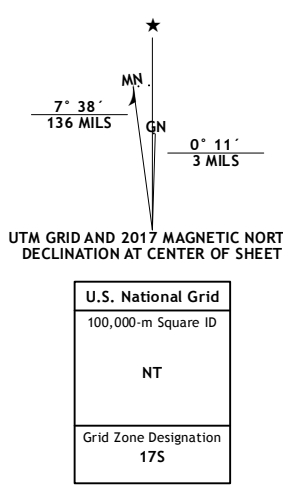 MN
GN
7° 38´
136 MILS
0° 11´
3 MILS
UTM GRID AND 2017 MAGNETIC NORT
DECLINATION AT CENTER OF SHEET
U.S. National Grid
100,000-m Square ID
NT
Grid Zone Designation
17S